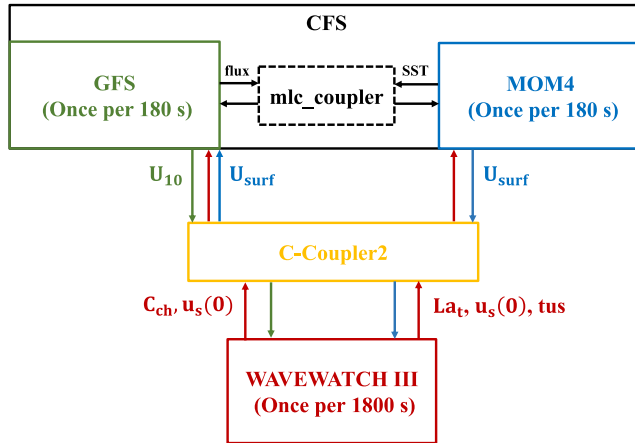 CFS
GFS
(Once per 180 s)
flux
mlc_coupler
SST
MOM4
(Once per 180 s)
U10
Usurf
Usurf
C-Coupler2
Cch, us(0)
Lat, us(0), tus
WAVEWATCH III
(Once per 1800 s)